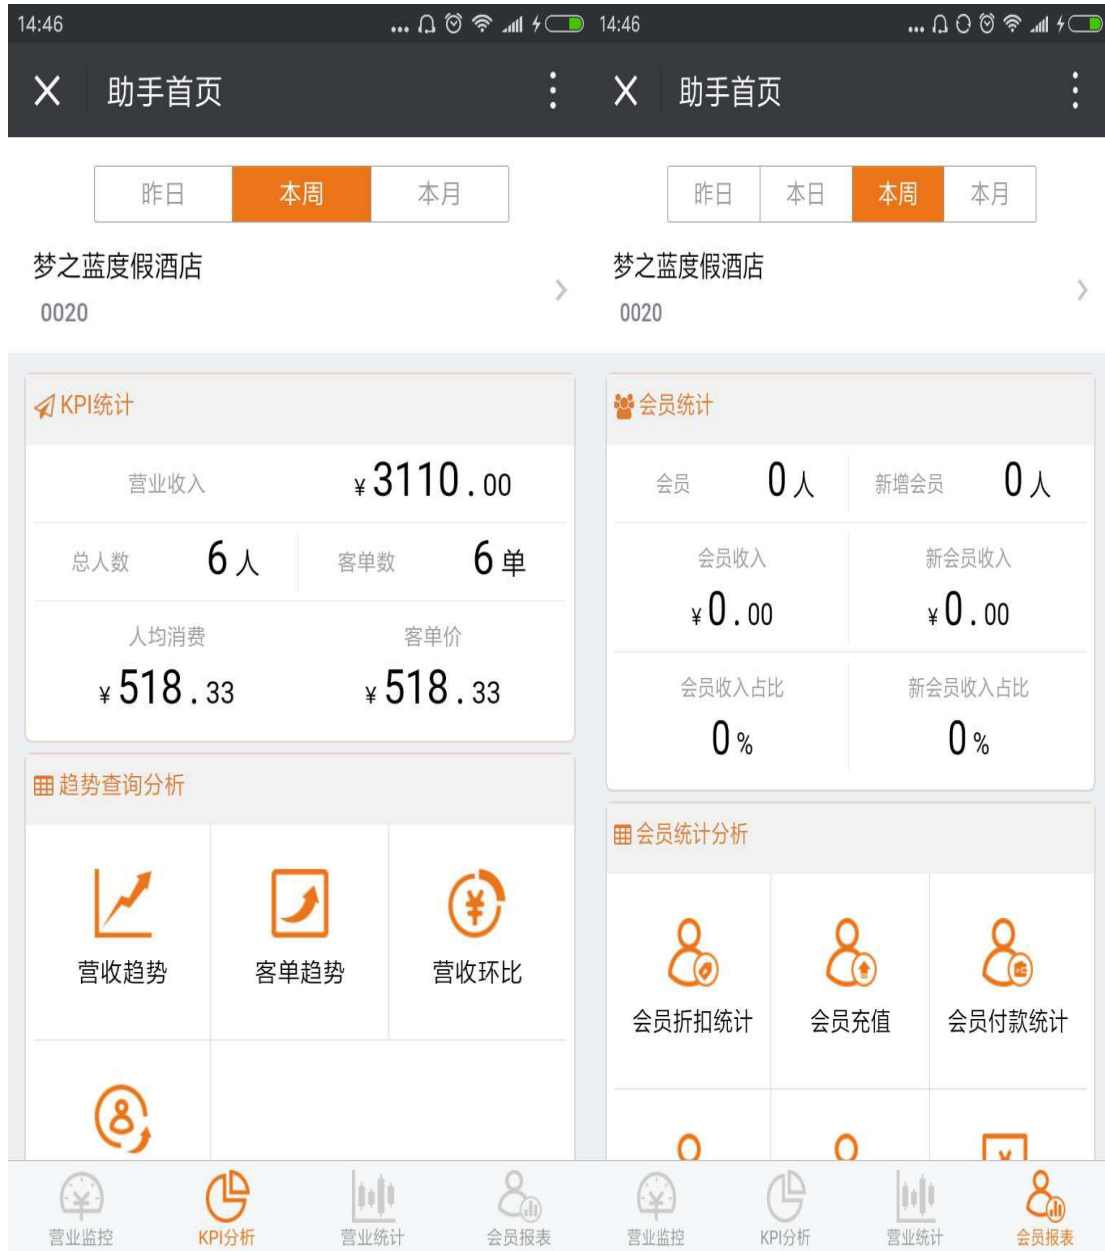 14:46
助手首页
昨日 本周 本月
梦之蓝度假酒店
0020
KPI统计
营业收入 ¥3110.00
总人数 6人 客单数 6单
人均消费 客单价
¥518.33 ¥518.33
趋势查询分析
营收趋势 客单趋势 营收环比
营业监控 KPI分析 营业统计 会员报表
14:46
助手首页
昨日 本日 本周 本月
梦之蓝度假酒店
0020
会员统计
会员 0人 新增会员 0人
会员收入 新会员收入
¥0.00 ¥0.00
会员收入占比 新会员收入占比
0% 0%
会员统计分析
会员折扣统计 会员充值 会员付款统计
营业监控 KPI分析 营业统计 会员报表